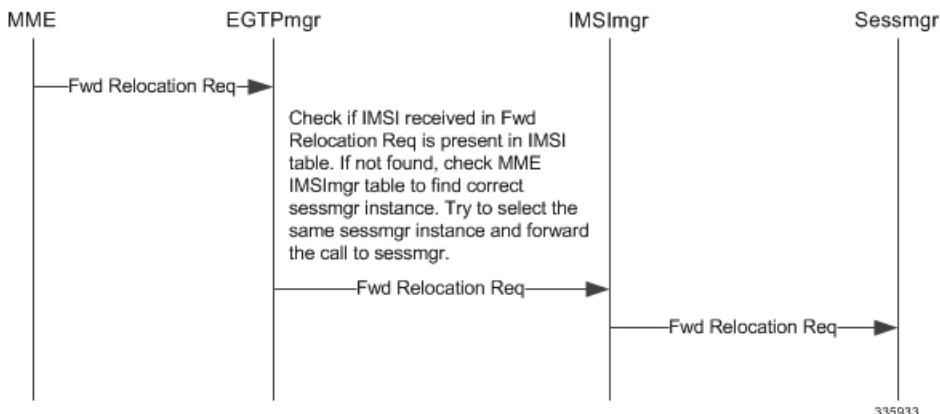 MME
EGTPmgr
IMSImgr
Sessmgr
Fwd Relocation Req
Check if IMSI received in Fwd
Relocation Req is present in IMSI
table. If not found, check MME
IMSImgr table to find correct
sessmgr instance. Try to select the
same sessmgr instance and forward
the call to sessmgr.
Fwd Relocation Req
Fwd Relocation Req
335933